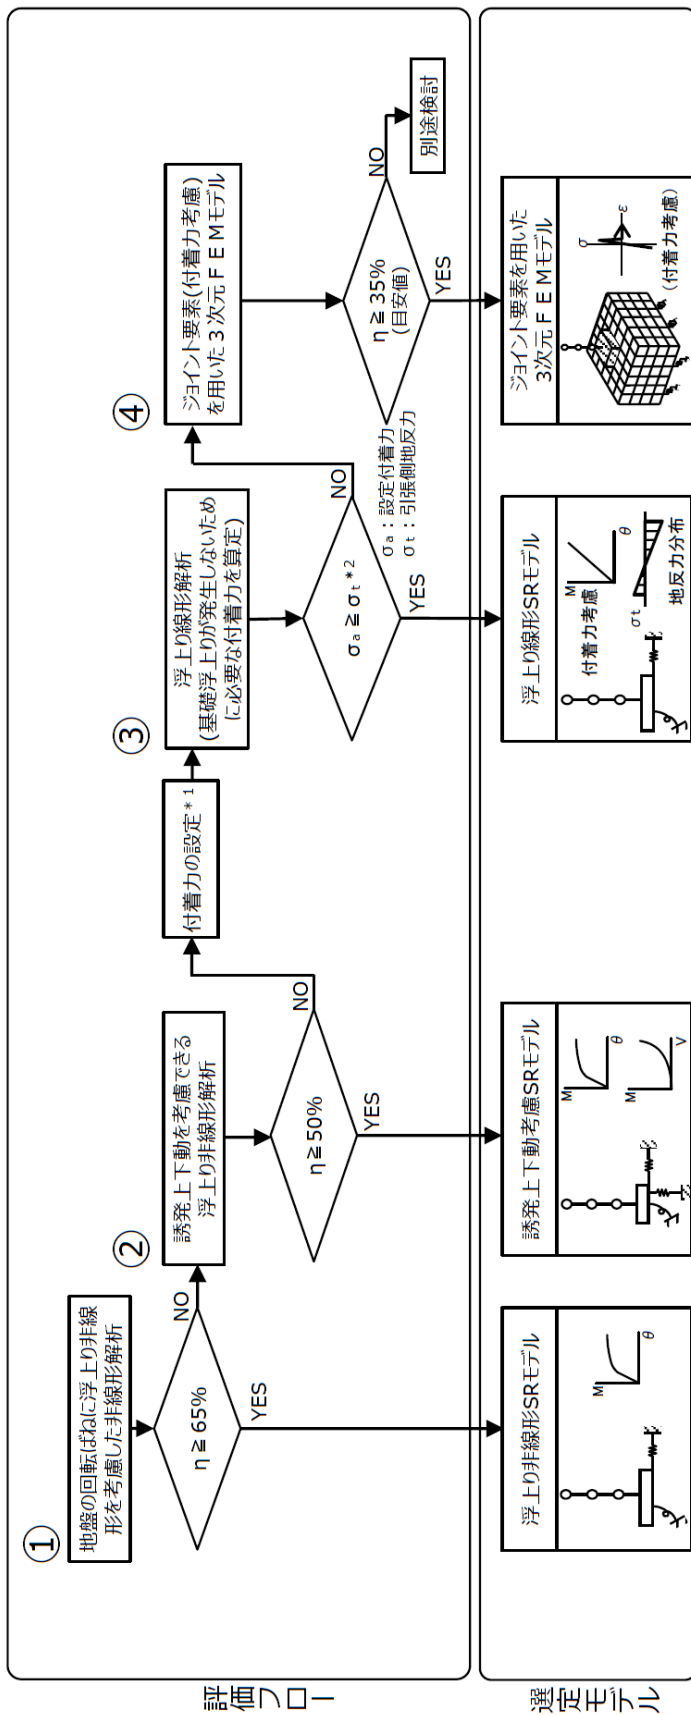 評価フロー
①
地盤の回転ばねに浮上り非線
形を考慮した非線形解析
η≧65%
NO
YES
②
誘発上下動を考慮できる
浮上り非線形解析
η≧50%
NO
YES
付着力の設定*1
③
浮上り線形解析
(基礎浮上りが発生しないため
に必要な付着力を算定)
σa≧σt*2
NO
YES
σa：設定付着力
σt：引張側地反力
④
ジョイント要素(付着力考慮)
を用いた3次元FEMモデル
η≧35%
(目安値)
NO
YES
別途検討
選定モデル
浮上り非線形SRモデル
M
θ
誘発上下動考慮SRモデル
M
θ
M
V
浮上り線形SRモデル
M
θ
付着力考慮
σt
地反力分布
ジョイント要素を用いた
3次元FEMモデル
σ
ε
(付着力考慮)